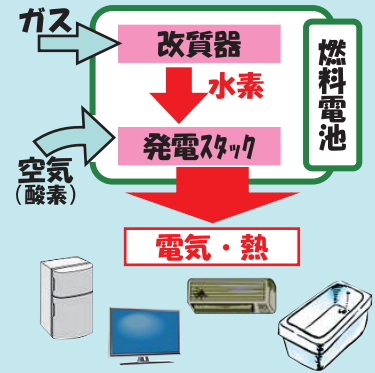 ガス
改質器
燃料電池
水素
発電スタック
空気
(酸素)
電気・熱